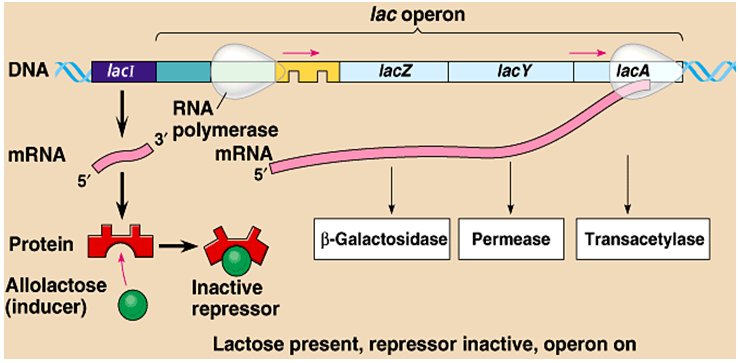 lac operon
DNA
lacI
lacZ
lacY
lacA
RNA
polymerase
mRNA
3′
5′
mRNA
5′
β-Galactosidase
Permease
Transacetylase
Protein
Allolactose
(inducer)
Inactive
repressor
Lactose present, repressor inactive, operon on